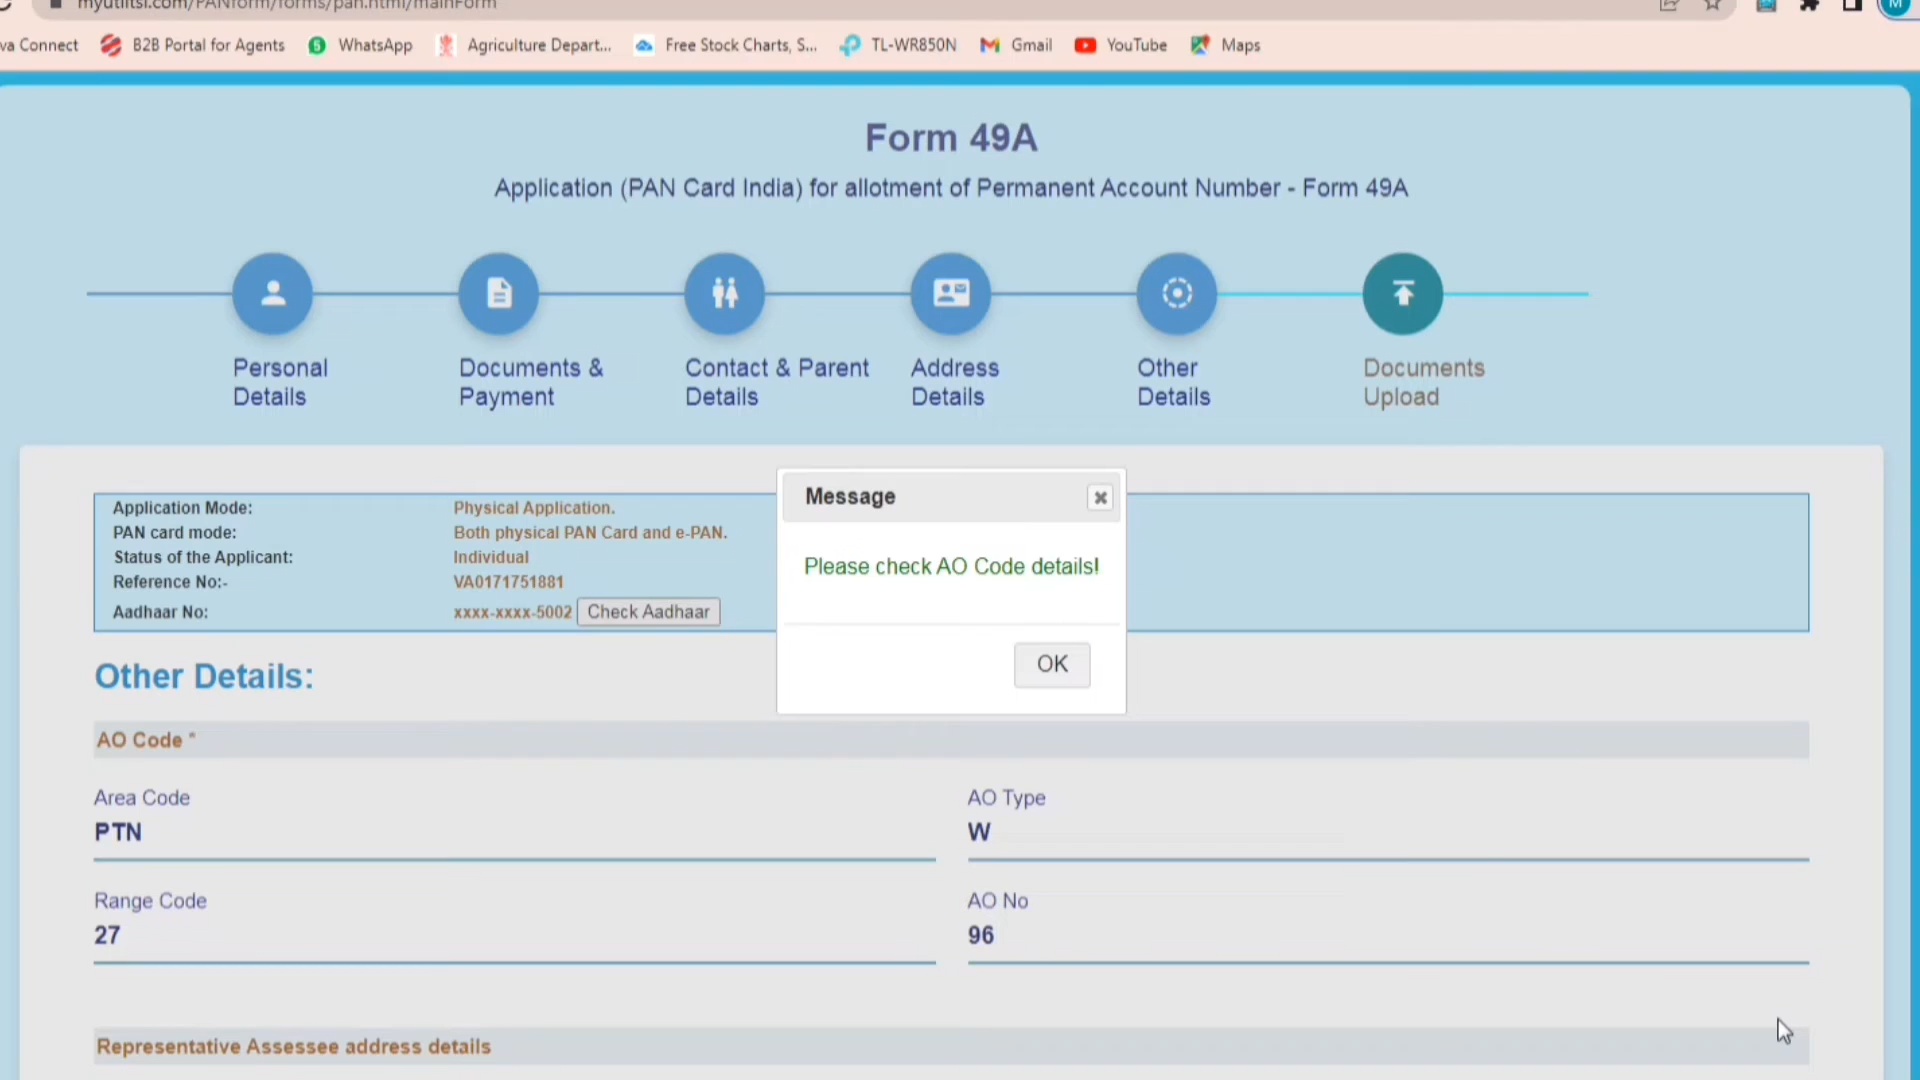 myutiitsl.com/PANform/forms/pan.html/mainForm
va Connect B2B Portal for Agents WhatsApp Agriculture Depart... Free Stock Charts, S... TL-WR850N Gmail YouTube Maps
Form 49A
Application (PAN Card India) for allotment of Permanent Account Number - Form 49A
Personal Details
Documents & Payment
Contact & Parent Details
Address Details
Other Details
Documents Upload
Application Mode: Physical Application.
PAN card mode: Both physical PAN Card and e-PAN.
Status of the Applicant: Individual
Reference No:- VA0171751881
Aadhaar No: xxxx-xxxx-5002 Check Aadhaar
Message
Please check AO Code details!
OK
Other Details:
AO Code *
Area Code
PTN
AO Type
W
Range Code
27
AO No
96
Representative Assessee address details